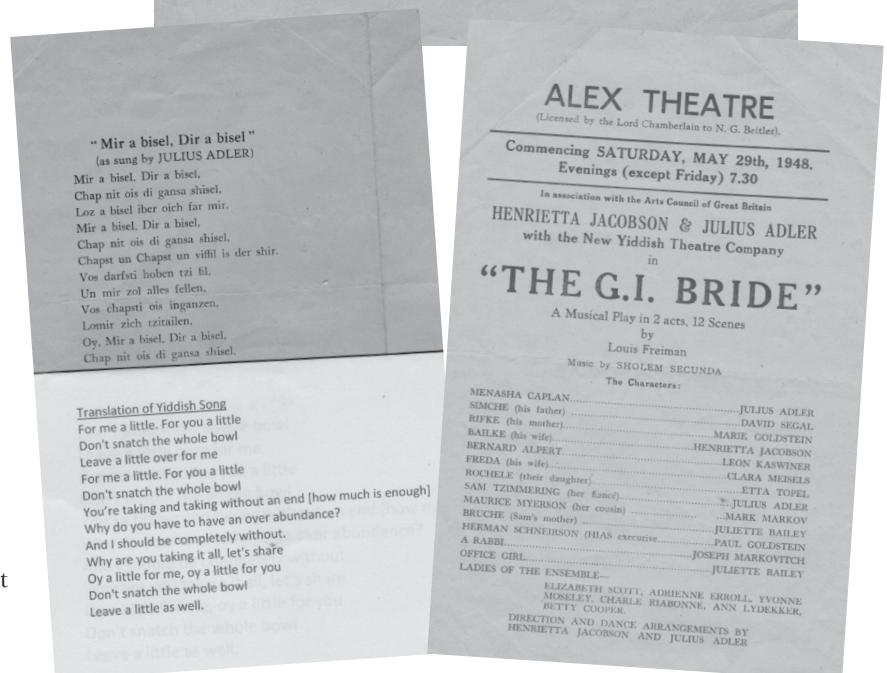 “ Mir a bisel, Dir a bisel ”
(as sung by JULIUS ADLER)
Mir a bisel, Dir a bisel,
Chap nit ois di gansa shisel,
Loz a bisel iber oich far mir.
Mir a bisel, Dir a bisel,
Chap nit ois di gansa shisel,
Chapst un Chapst un viffil is der shir.
Vos darfsti hoben tzi fil,
Un mir zol alles fellen,
Vos chapsti ois inganzen,
Lomir zich tzitailen,
Oy, Mir a bisel, Dir a bisel,
Chap nit ois di gansa shisel.
Translation of Yiddish Song
For me a little. For you a little
Don't snatch the whole bowl
Leave a little over for me
For me a little. For you a little
Don't snatch the whole bowl
You're taking and taking without an end [how much is enough]
Why do you have to have an over abundance?
And I should be completely without.
Why are you taking it all, let's share
Oy a little for me, oy a little for you
Don't snatch the whole bowl
Leave a little as well.
t
ALEX THEATRE
(Licensed by the Lord Chamberlain to N. G. Beitler).
Commencing SATURDAY, MAY 29th, 1948.
Evenings (except Friday) 7.30
In association with the Arts Council of Great Britain
HENRIETTA JACOBSON & JULIUS ADLER
with the New Yiddish Theatre Company
in
“THE G.I. BRIDE”
A Musical Play in 2 acts, 12 Scenes
by
Louis Freiman
Music by SHOLEM SECUNDA
The Characters:
MENASHA CAPLAN...JULIUS ADLER
SIMCHE (his father)...DAVID SEGAL
RIFKE (his mother)...MARIE GOLDSTEIN
BAILKE (his wife)...HENRIETTA JACOBSON
BERNARD ALPERT...LEON KASWINER
FREDA (his wife)...CLARA MEISELS
ROCHELE (their daughter)...ETTA TOPEL
SAM TZIMMERING (her fiancé)...JULIUS ADLER
MAURICE MYERSON (her cousin)...MARK MARKOV
BRUCHE (Sam's mother)...JULIETTE BAILEY
HERMAN SCHNEIRSON (HIAS executive...PAUL GOLDSTEIN
A RABBI...JOSEPH MARKOVITCH
OFFICE GIRL...JULIETTE BAILEY
LADIES OF THE ENSEMBLE—
ELIZABETH SCOTT, ADRIENNE ERROLL, YVONNE
MOSELEY, CHARLE RIABONNE, ANN LYDEKKER,
BETTY COOPER.
DIRECTION AND DANCE ARRANGEMENTS BY
HENRIETTA JACOBSON AND JULIUS ADLER